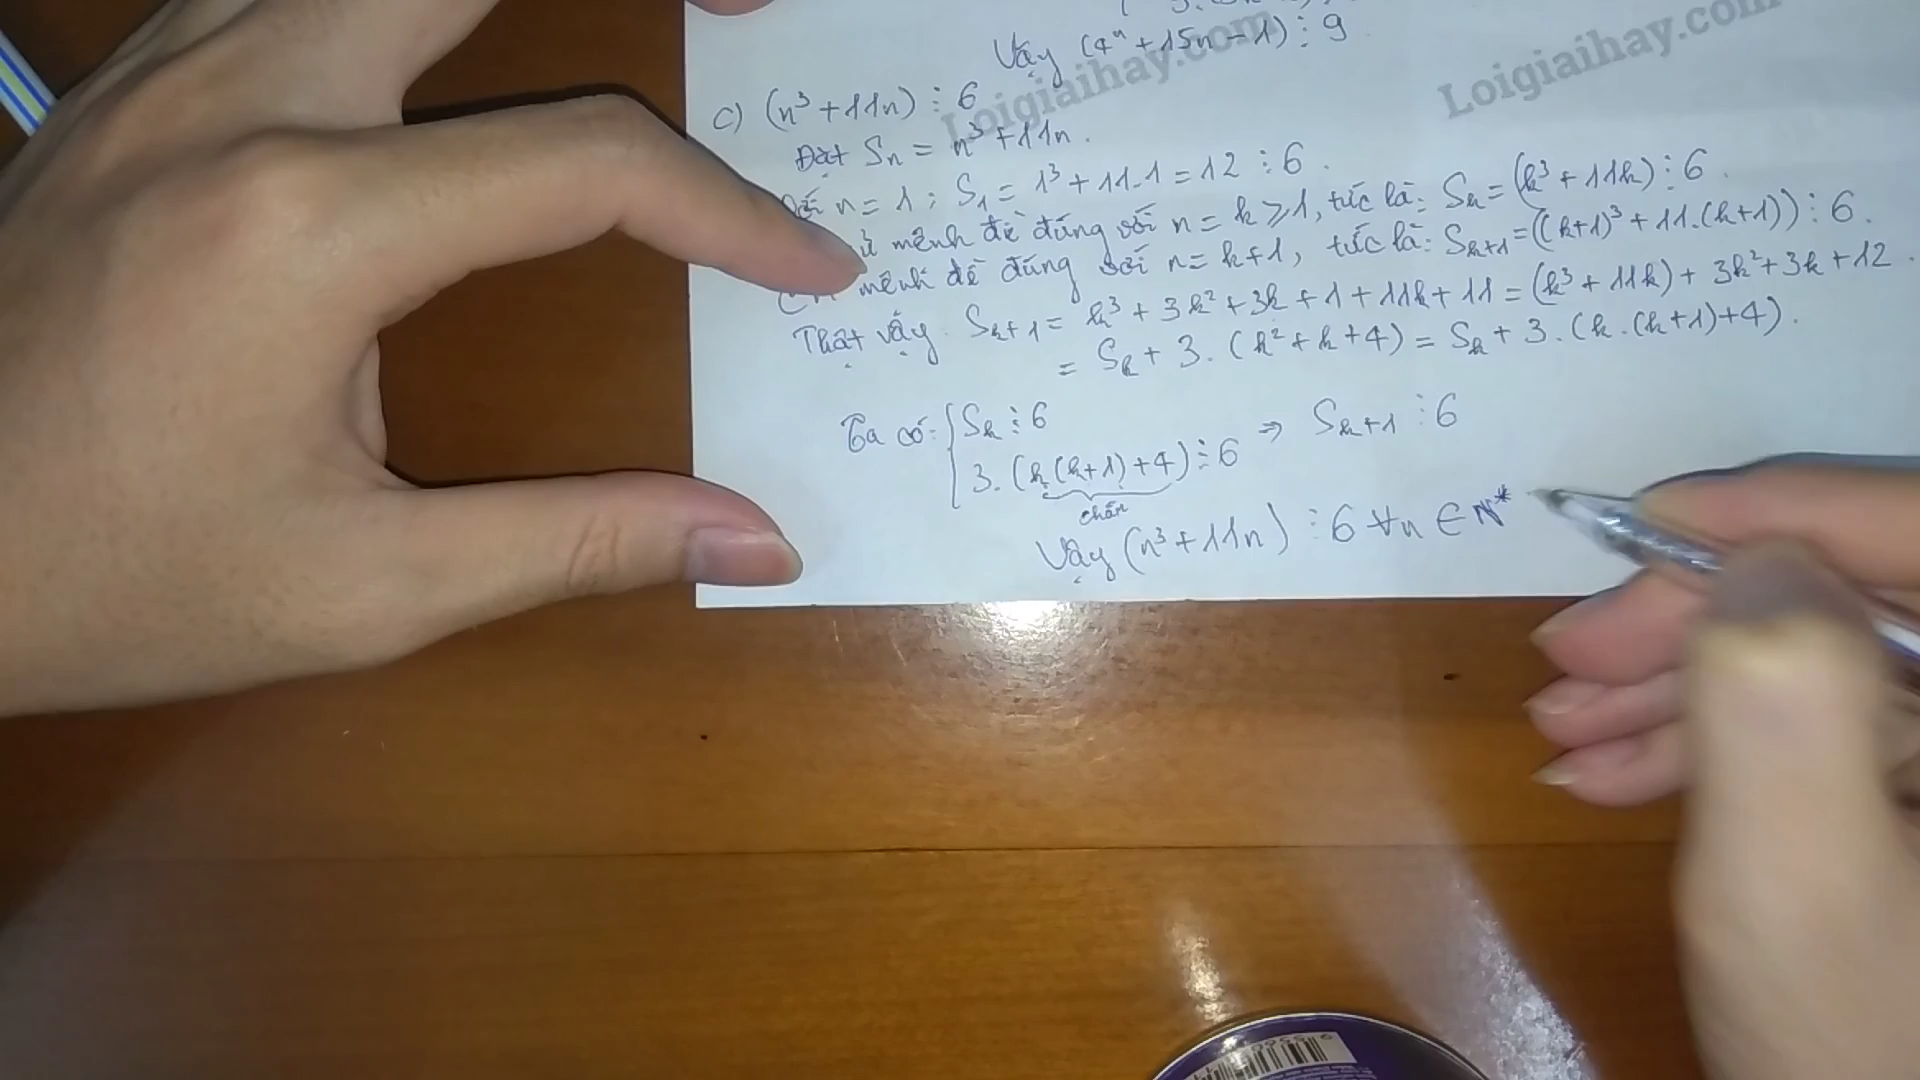 Vậy (4ⁿ + 15n - 1) ⋮ 9
c) (n³ + 11n) ⋮ 6
Đặt Sₙ = n³ + 11n.
n = 1 ; S₁ = 1³ + 11.1 = 12 ⋮ 6.
mệnh đề đúng với n = k ≥ 1, tức là: Sₖ = (k³ + 11k) ⋮ 6.
mệnh đề đúng với n = k+1, tức là: Sₖ₊₁ = ((k+1)³ + 11.(k+1)) ⋮ 6.
Thật vậy. Sₖ₊₁ = k³ + 3k² + 3k + 1 + 11k + 11 = (k³ + 11k) + 3k² + 3k + 12.
= Sₖ + 3.(k² + k + 4) = Sₖ + 3.(k.(k+1)+4).
Ta có: { Sₖ ⋮ 6
3.(k.(k+1)+4) ⋮ 6 ⇒ Sₖ₊₁ ⋮ 6
chẵn
Vậy (n³ + 11n) ⋮ 6 ∀n ∈ N*
Loigiaihay.com
Loigiaihay.com